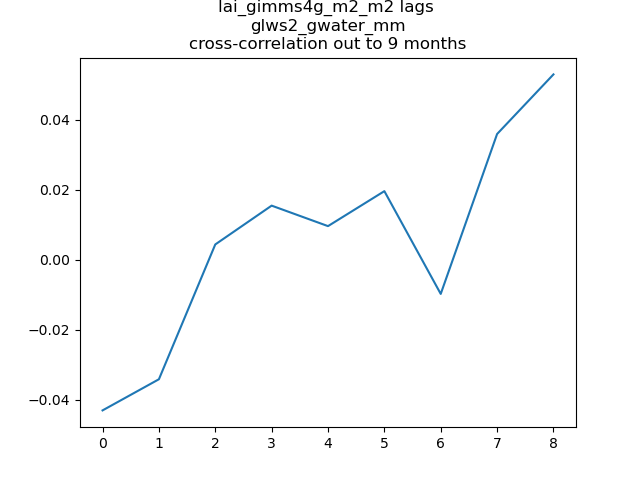 lai_gimms4g_m2_m2 lags
glws2_gwater_mm
cross-correlation out to 9 months
0.04
0.02
0.00
−0.02
−0.04
0 1 2 3 4 5 6 7 8